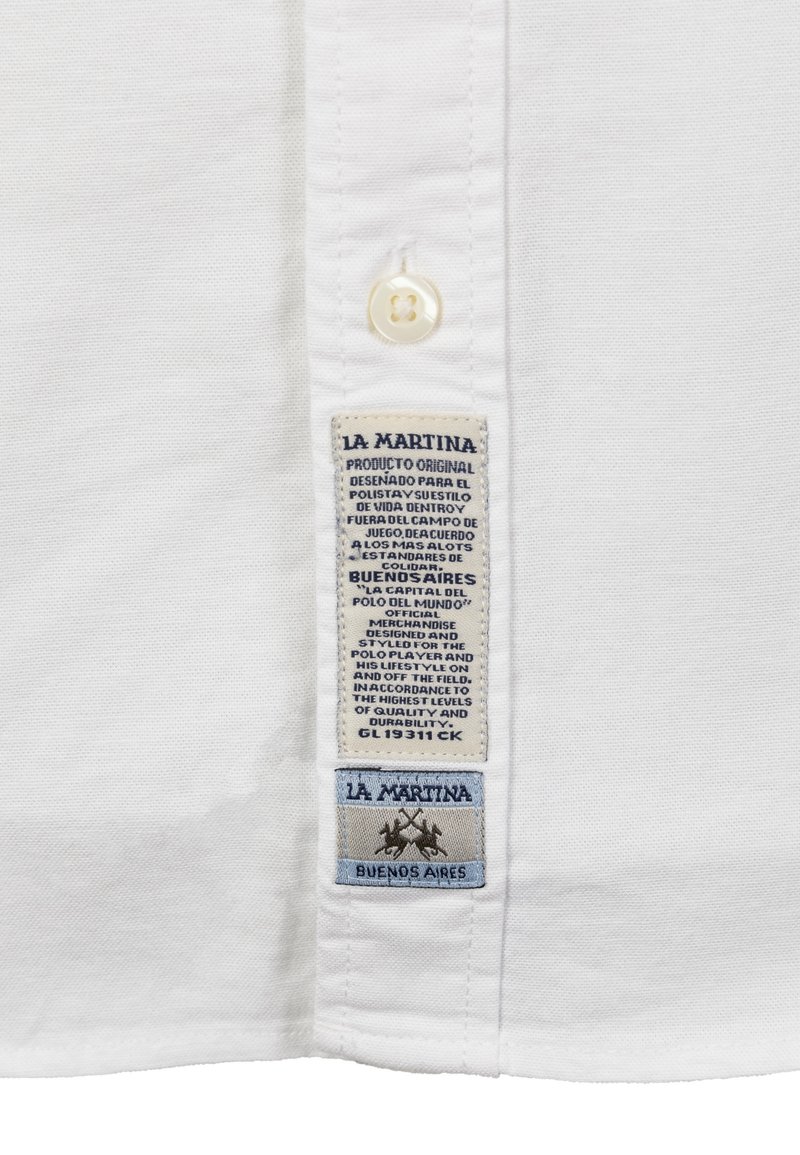 LA MARTINA
PRODUCTO ORIGINAL
DESEÑADO PARA EL
POLISTA Y SU ESTILO
DE VIDA DENTRO Y
FUERA DEL CAMPO DE
JUEGO, DE ACUERDO
A LOS MAS ALOTS
ESTANDARES DE
COLIDAR.
BUENOS AIRES
"LA CAPITAL DEL
POLO DEL MUNDO"
OFFICIAL
MERCHANDISE
DESIGNED AND
STYLED FOR THE
POLO PLAYER AND
HIS LIFESTYLE ON
AND OFF THE FIELD.
IN ACCORDANCE TO
THE HIGHEST LEVELS
OF QUALITY AND
DURABILITY.
GL 19311 CK
LA MARTINA
BUENOS AIRES